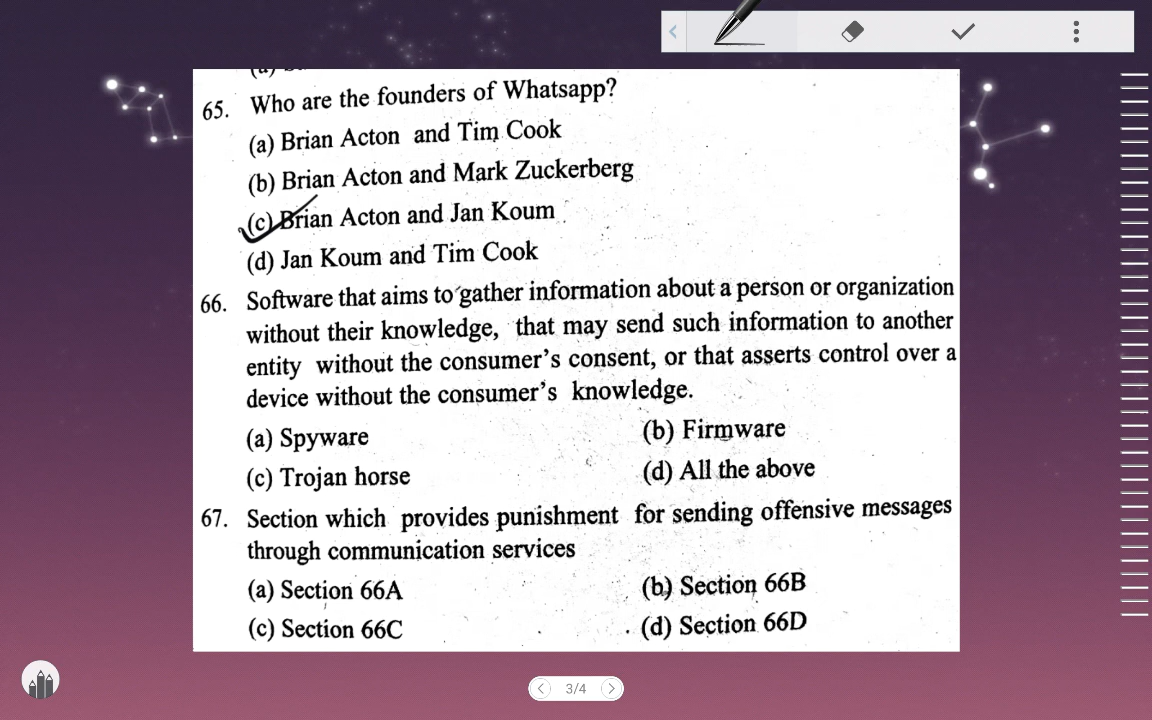 65. Who are the founders of Whatsapp?
(a) Brian Acton and Tim Cook
(b) Brian Acton and Mark Zuckerberg
(c) Brian Acton and Jan Koum
(d) Jan Koum and Tim Cook
66. Software that aims to gather information about a person or organization
without their knowledge, that may send such information to another
entity without the consumer's consent, or that asserts control over a
device without the consumer's knowledge.
(a) Spyware (b) Firmware
(c) Trojan horse (d) All the above
67. Section which provides punishment for sending offensive messages
through communication services
(a) Section 66A (b) Section 66B
(c) Section 66C (d) Section 66D
3/4